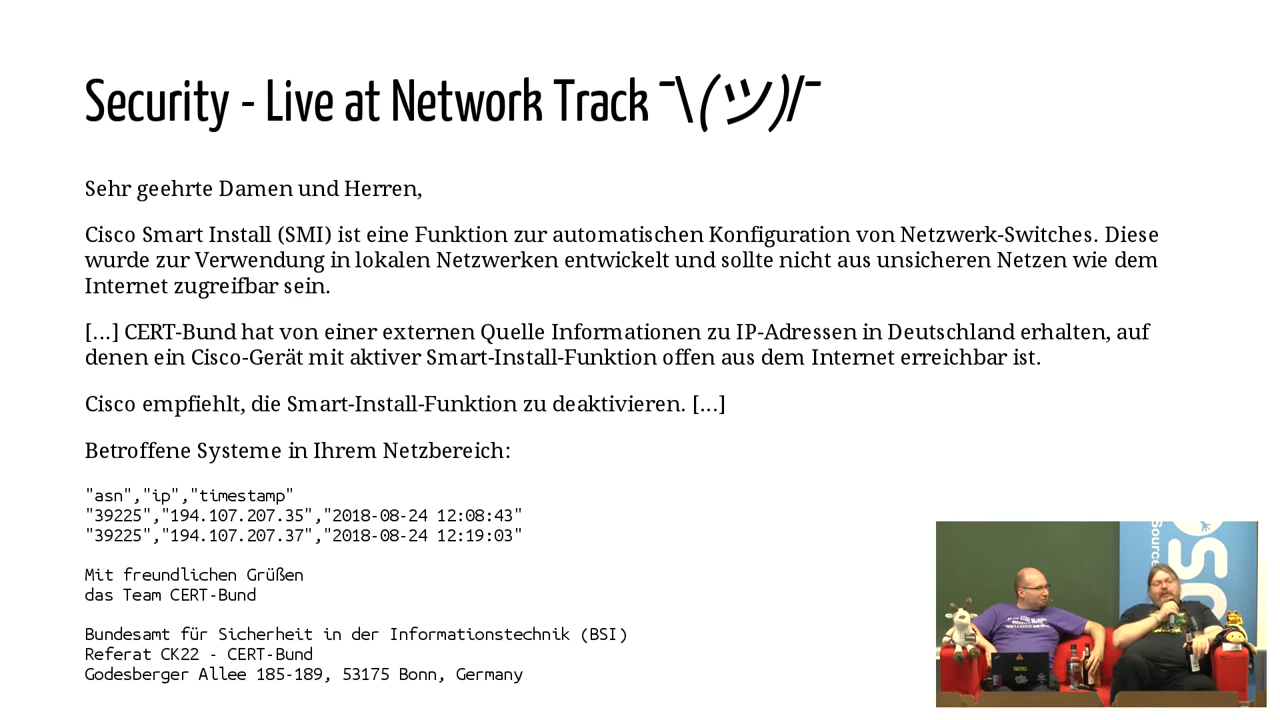 Security - Live at Network Track ¯\(ツ)/¯
Sehr geehrte Damen und Herren,
Cisco Smart Install (SMI) ist eine Funktion zur automatischen Konfiguration von Netzwerk-Switches. Diese
wurde zur Verwendung in lokalen Netzwerken entwickelt und sollte nicht aus unsicheren Netzen wie dem
Internet zugreifbar sein.
[...] CERT-Bund hat von einer externen Quelle Informationen zu IP-Adressen in Deutschland erhalten, auf
denen ein Cisco-Gerät mit aktiver Smart-Install-Funktion offen aus dem Internet erreichbar ist.
Cisco empfiehlt, die Smart-Install-Funktion zu deaktivieren. [...]
Betroffene Systeme in Ihrem Netzbereich:
"asn","ip","timestamp"
"39225","194.107.207.35","2018-08-24 12:08:43"
"39225","194.107.207.37","2018-08-24 12:19:03"
Mit freundlichen Grüßen
das Team CERT-Bund
Bundesamt für Sicherheit in der Informationstechnik (BSI)
Referat CK22 - CERT-Bund
Godesberger Allee 185-189, 53175 Bonn, Germany
Source